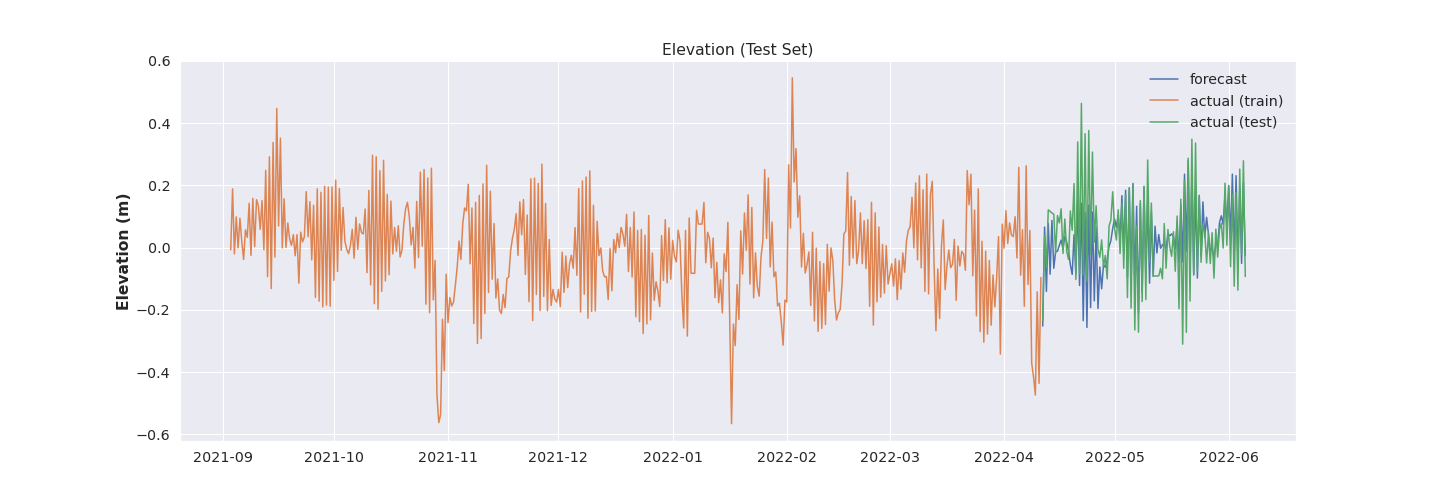 Elevation (Test Set)
forecast
actual (train)
actual (test)
Elevation (m)
0.6
0.4
0.2
0.0
−0.2
−0.4
−0.6
2021-09 2021-10 2021-11 2021-12 2022-01 2022-02 2022-03 2022-04 2022-05 2022-06